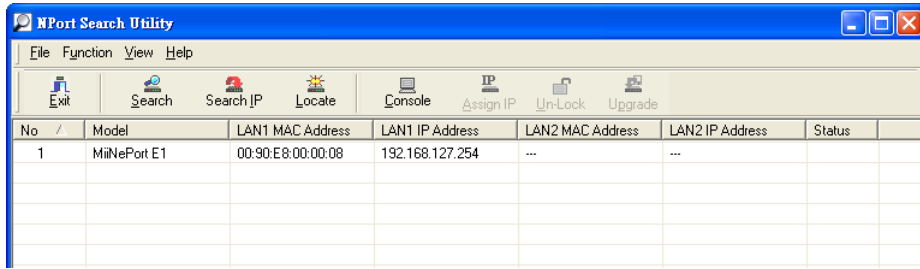 NPort Search Utility
File Function View Help
Exit Search Search IP Locate Console Assign IP Un-Lock Upgrade
No Model LAN1 MAC Address LAN1 IP Address LAN2 MAC Address LAN2 IP Address Status
1 MiiNePort E1 00:90:E8:00:00:08 192.168.127.254 --- ---